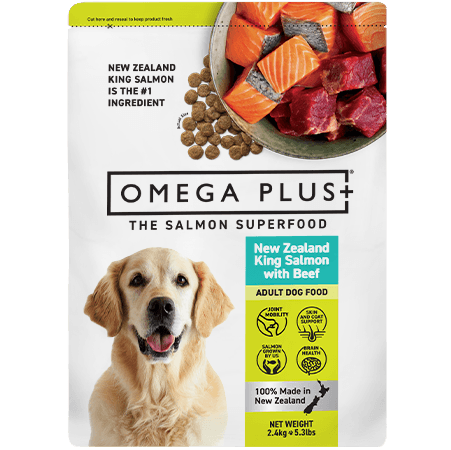 Cut here and reseal to keep product fresh
NEW ZEALAND
KING SALMON
IS THE #1
INGREDIENT
Actual size
OMEGA PLUS+®
THE SALMON SUPERFOOD
New Zealand
King Salmon
with Beef
ADULT DOG FOOD
JOINT
MOBILITY
SKIN
AND COAT
SUPPORT
SALMON
GROWN BY
US
BRAIN
HEALTH
100% Made in
New Zealand
NET WEIGHT
2.4kg ℮ 5.3lbs